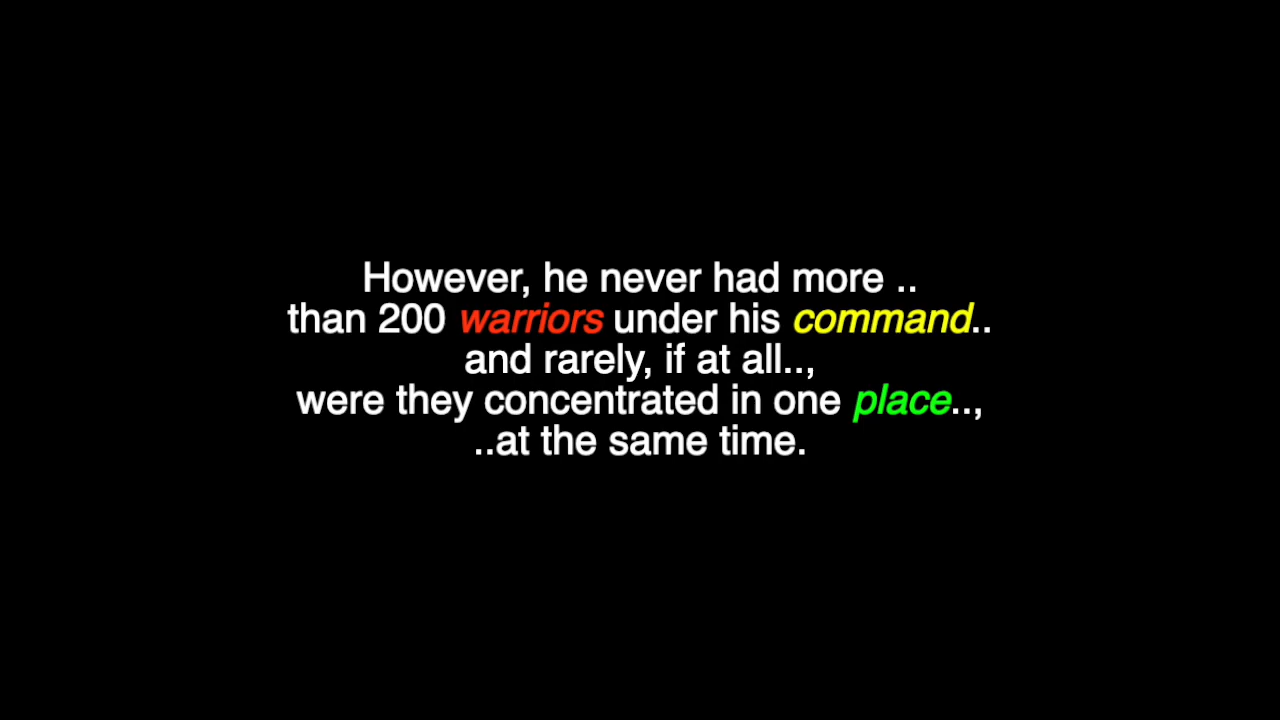 However, he never had more ..
than 200 warriors under his command..
and rarely, if at all..,
were they concentrated in one place..,
..at the same time.